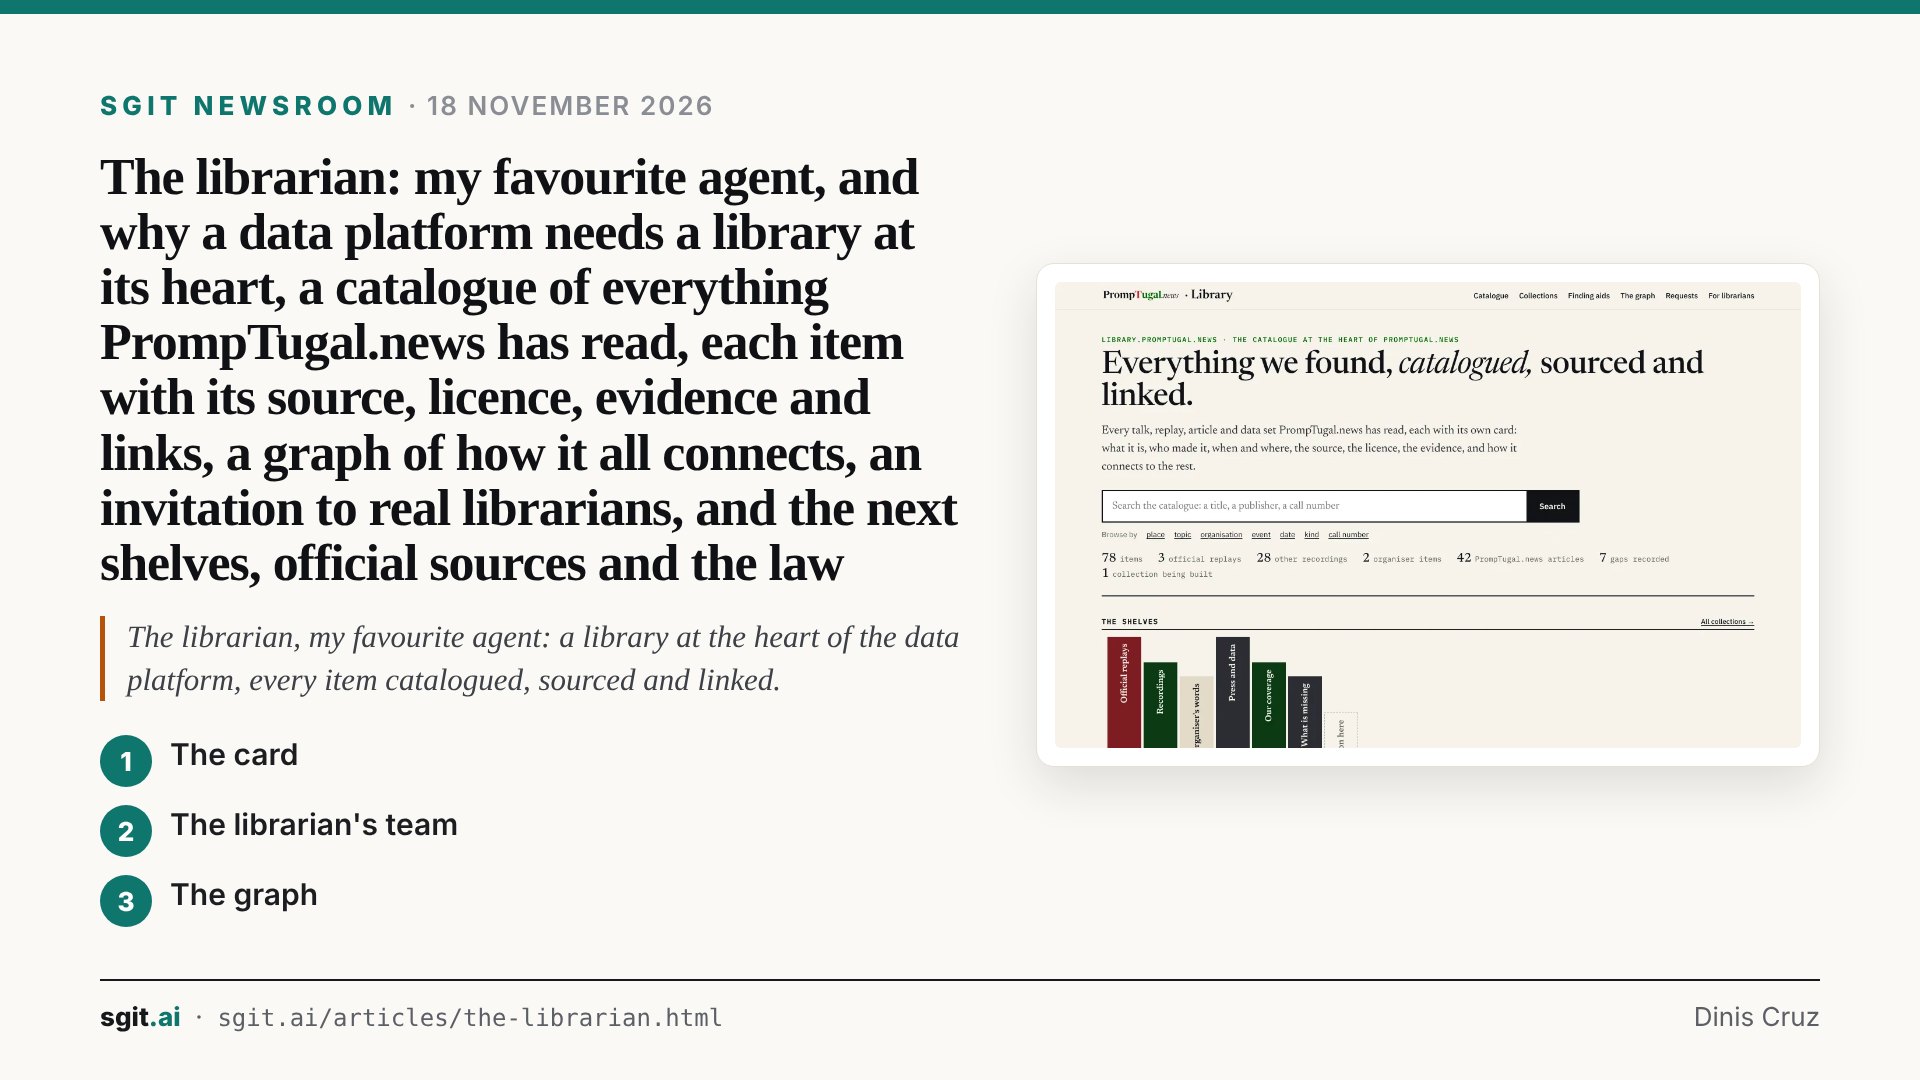 SGIT NEWSROOM · 18 NOVEMBER 2026
The librarian: my favourite agent, and
why a data platform needs a library at
its heart, a catalogue of everything
PrompTugal.news has read, each item
with its source, licence, evidence and
links, a graph of how it all connects, an
invitation to real librarians, and the next
shelves, official sources and the law
The librarian, my favourite agent: a library at the heart of the data
platform, every item catalogued, sourced and linked.
1 The card
2 The librarian's team
3 The graph
PrompTugal.news · Library
Catalogue Collections Finding aids The graph Requests For librarians
LIBRARY.PROMPTUGAL.NEWS · THE CATALOGUE AT THE HEART OF PROMPTUGAL.NEWS
Everything we found, catalogued, sourced and
linked.
Every talk, replay, article and data set PrompTugal.news has read, each with its own card:
what it is, who made it, when and where, the source, the licence, the evidence, and how it
connects to the rest.
Search the catalogue: a title, a publisher, a call number Search
Browse by place topic organisation event date kind call number
78 items 3 official replays 28 other recordings 2 organiser items 42 PrompTugal.news articles 7 gaps recorded
1 collection being built
THE SHELVES All collections →
Official replays
Recordings
rganiser's words
Press and data
Our coverage
What is missing
on here
sgit.ai · sgit.ai/articles/the-librarian.html
Dinis Cruz